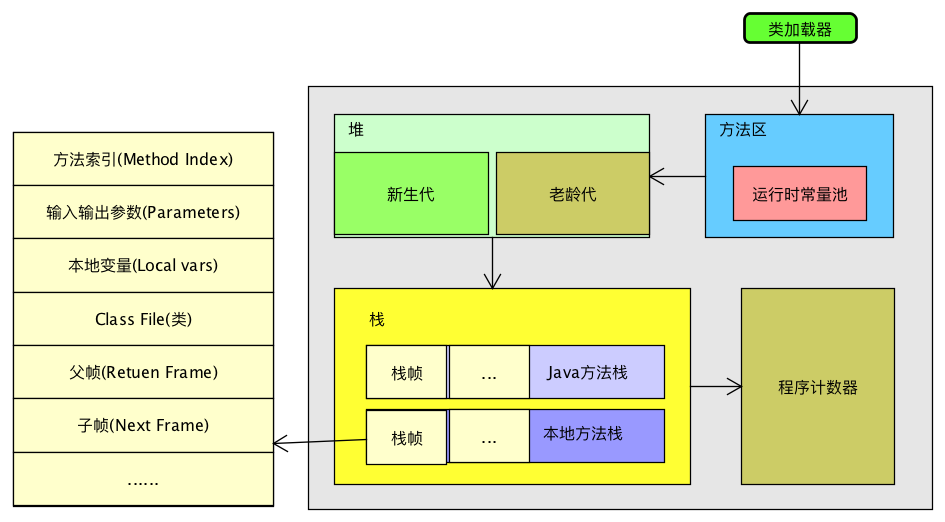 类加载器
堆
方法区
新生代
老龄代
运行时常量池
方法索引(Method Index)
输入输出参数(Parameters)
本地变量(Local vars)
Class File(类)
父帧(Retuen Frame)
子帧(Next Frame)
......
栈
栈帧
...
Java方法栈
栈帧
...
本地方法栈
程序计数器